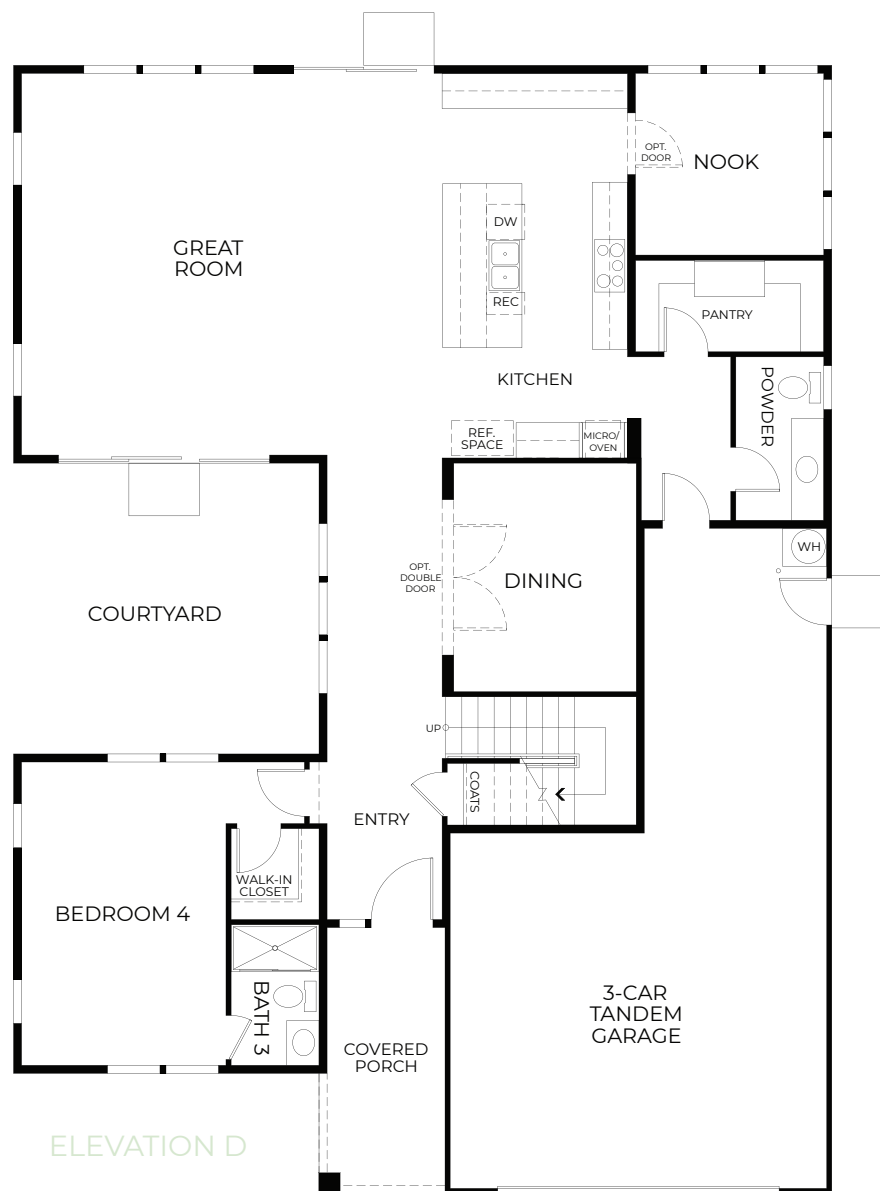 OPT.
DOOR
NOOK
DW
GREAT
ROOM
REC
PANTRY
KITCHEN
POWDER
REF.
SPACE
MICRO/
OVEN
WH
OPT.
DOUBLE
DOOR
DINING
COURTYARD
UP
COATS
ENTRY
WALK-IN
CLOSET
BEDROOM 4
BATH 3
3-CAR
TANDEM
GARAGE
COVERED
PORCH
ELEVATION D